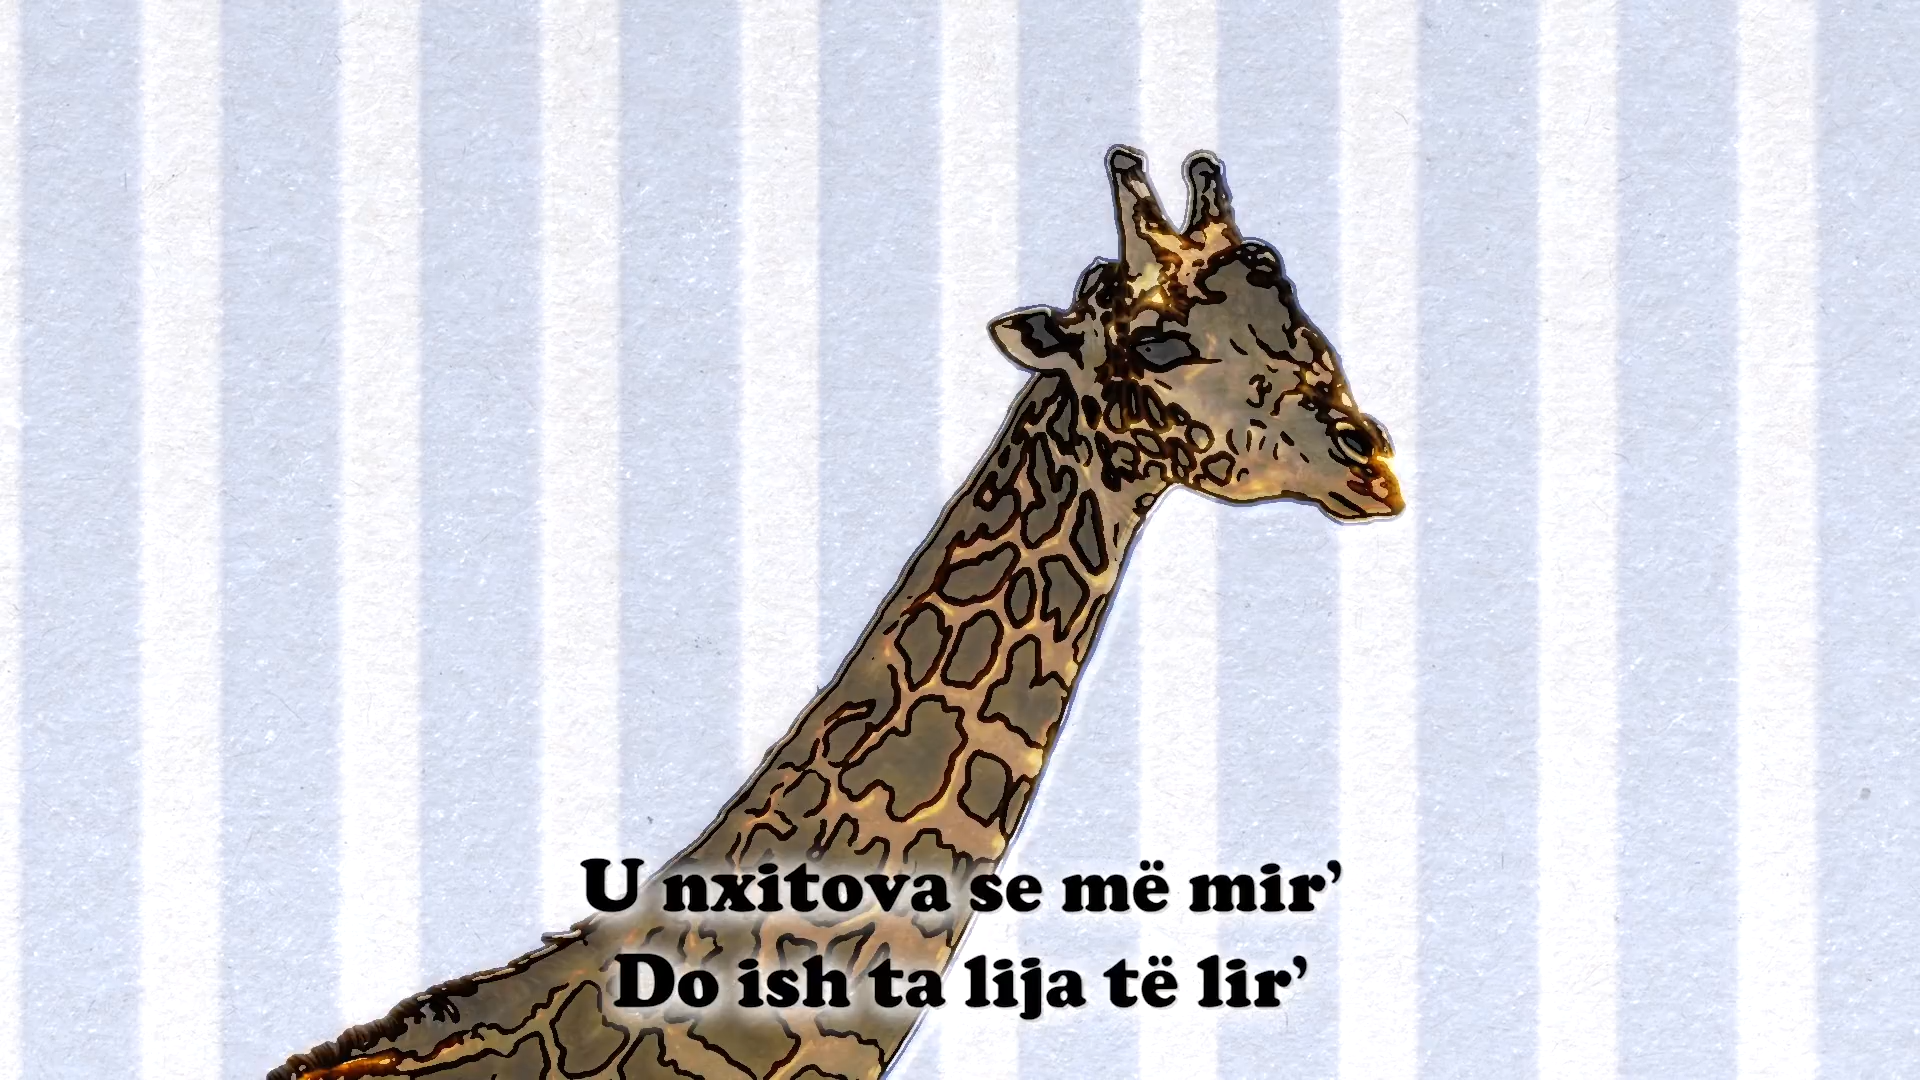 U nxitova se më mir’
Do ish ta lija të lir’